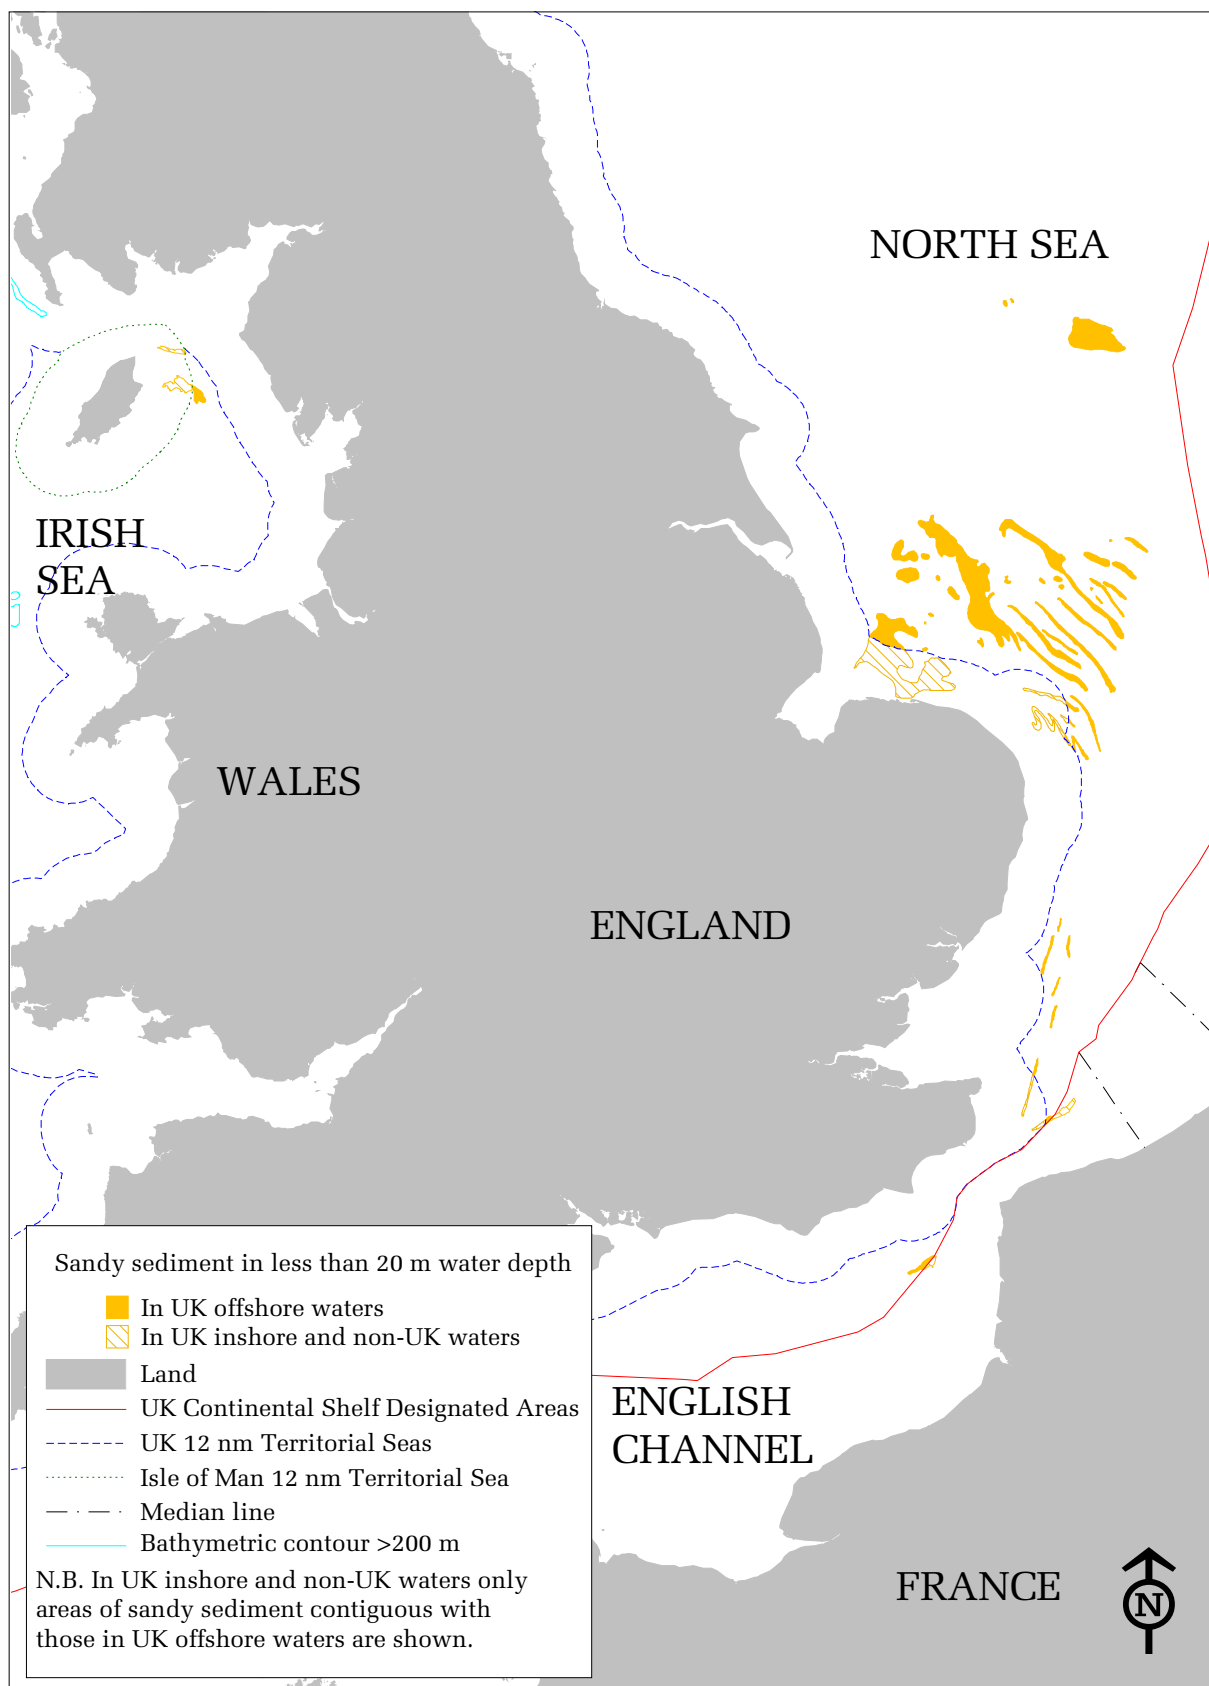 NORTH SEA
IRISH
SEA
WALES
ENGLAND
Sandy sediment in less than 20 m water depth
In UK offshore waters
In UK inshore and non-UK waters
Land
UK Continental Shelf Designated Areas
UK 12 nm Territorial Seas
Isle of Man 12 nm Territorial Sea
Median line
Bathymetric contour >200 m
N.B. In UK inshore and non-UK waters only
areas of sandy sediment contiguous with
those in UK offshore waters are shown.
ENGLISH
CHANNEL
FRANCE
N